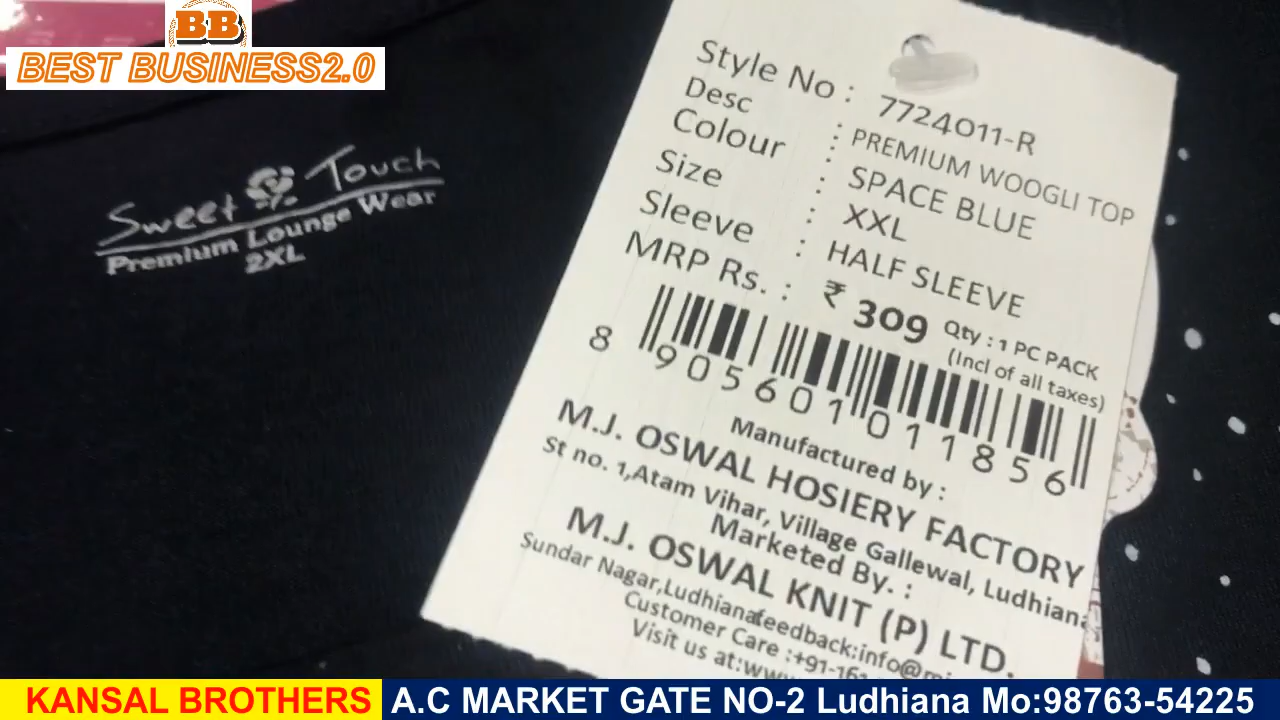 BB
BEST BUSINESS2.0
Sweet Touch
Premium Lounge Wear
2XL
Style No : 7724011-R
Desc : PREMIUM WOOGLI TOP
Colour : SPACE BLUE
Size : XXL
Sleeve : HALF SLEEVE
MRP Rs. : ₹ 309 Qty : 1 PC PACK
(Incl of all taxes)
8 905601 011856
Manufactured by :
M.J. OSWAL HOSIERY FACTORY
St no. 1,Atam Vihar, Village Gallewal, Ludhiana
Marketed By. :
M.J. OSWAL KNIT (P) LTD.
Sundar Nagar,Ludhiana feedback:info@
Customer Care :+91-161
Visit us at:www
KANSAL BROTHERS A.C MARKET GATE NO-2 Ludhiana Mo:98763-54225